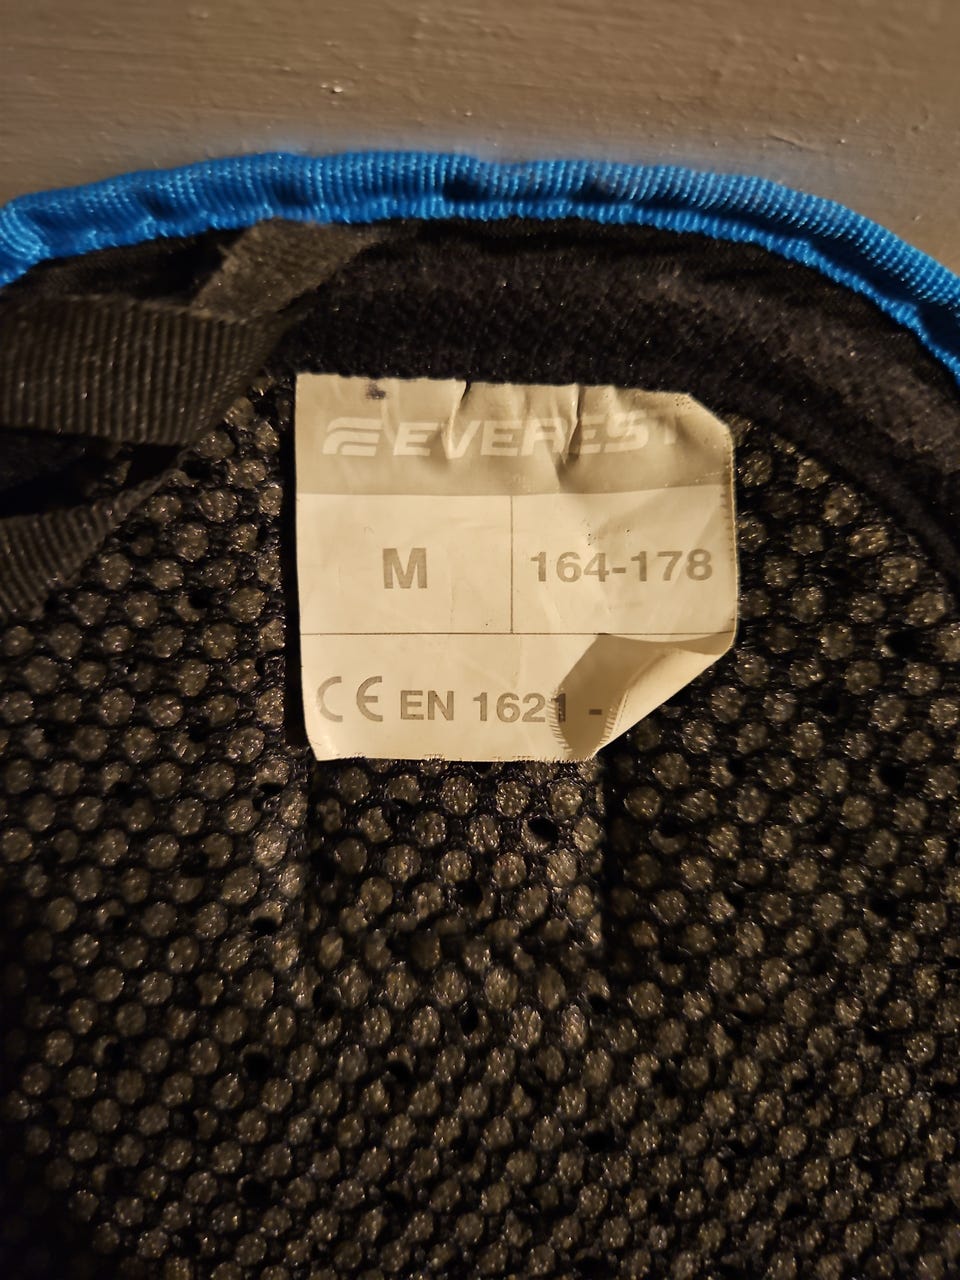 EVEREST
M 164-178
CE EN 1621 -